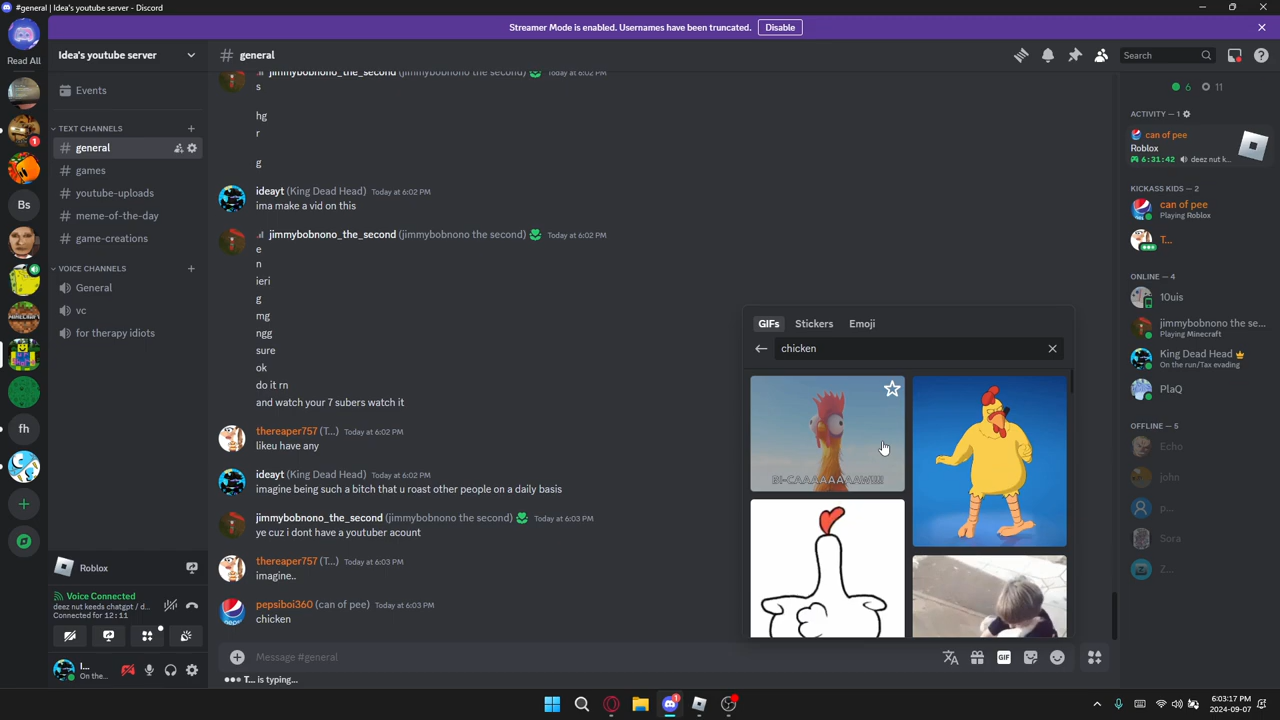 #general | Idea's youtube server - Discord
Streamer Mode is enabled. Usernames have been truncated.
Disable
Read All
Idea's youtube server
# general
Search
Events
TEXT CHANNELS
# general
# games
# youtube-uploads
# meme-of-the-day
# game-creations
VOICE CHANNELS
General
vc
for therapy idiots
1
Bs
fh
Roblox
Voice Connected
deez nut keeds chatgpt / d...
Connected for 12:11
I...
On the...
jimmybobnono_the_second (jimmybobnono the second) Today at 6:02 PM
s
hg
r
g
ideayt (King Dead Head) Today at 6:02 PM
ima make a vid on this
jimmybobnono_the_second (jimmybobnono the second) Today at 6:02 PM
e
n
ieri
g
mg
ngg
sure
ok
do it rn
and watch your 7 subers watch it
thereaper757 (T...) Today at 6:02 PM
likeu have any
ideayt (King Dead Head) Today at 6:02 PM
imagine being such a bitch that u roast other people on a daily basis
jimmybobnono_the_second (jimmybobnono the second) Today at 6:03 PM
ye cuz i dont have a youtuber acount
thereaper757 (T...) Today at 6:03 PM
imagine..
pepsiboi360 (can of pee) Today at 6:03 PM
chicken
Message #general
T... is typing...
GIFs Stickers Emoji
chicken
BI-CAAAAAAAAW!!!
GIF
6 11
ACTIVITY — 1
can of pee
Roblox
6:31:42 deez nut k...
KICKASS KIDS — 2
can of pee
Playing Roblox
T...
ONLINE — 4
10uis
jimmybobnono the se...
Playing Minecraft
King Dead Head
On the run/Tax evading
PlaQ
OFFLINE — 5
Echo
john
p...
Sora
Z...
1
6:03:17 PM
2024-09-07